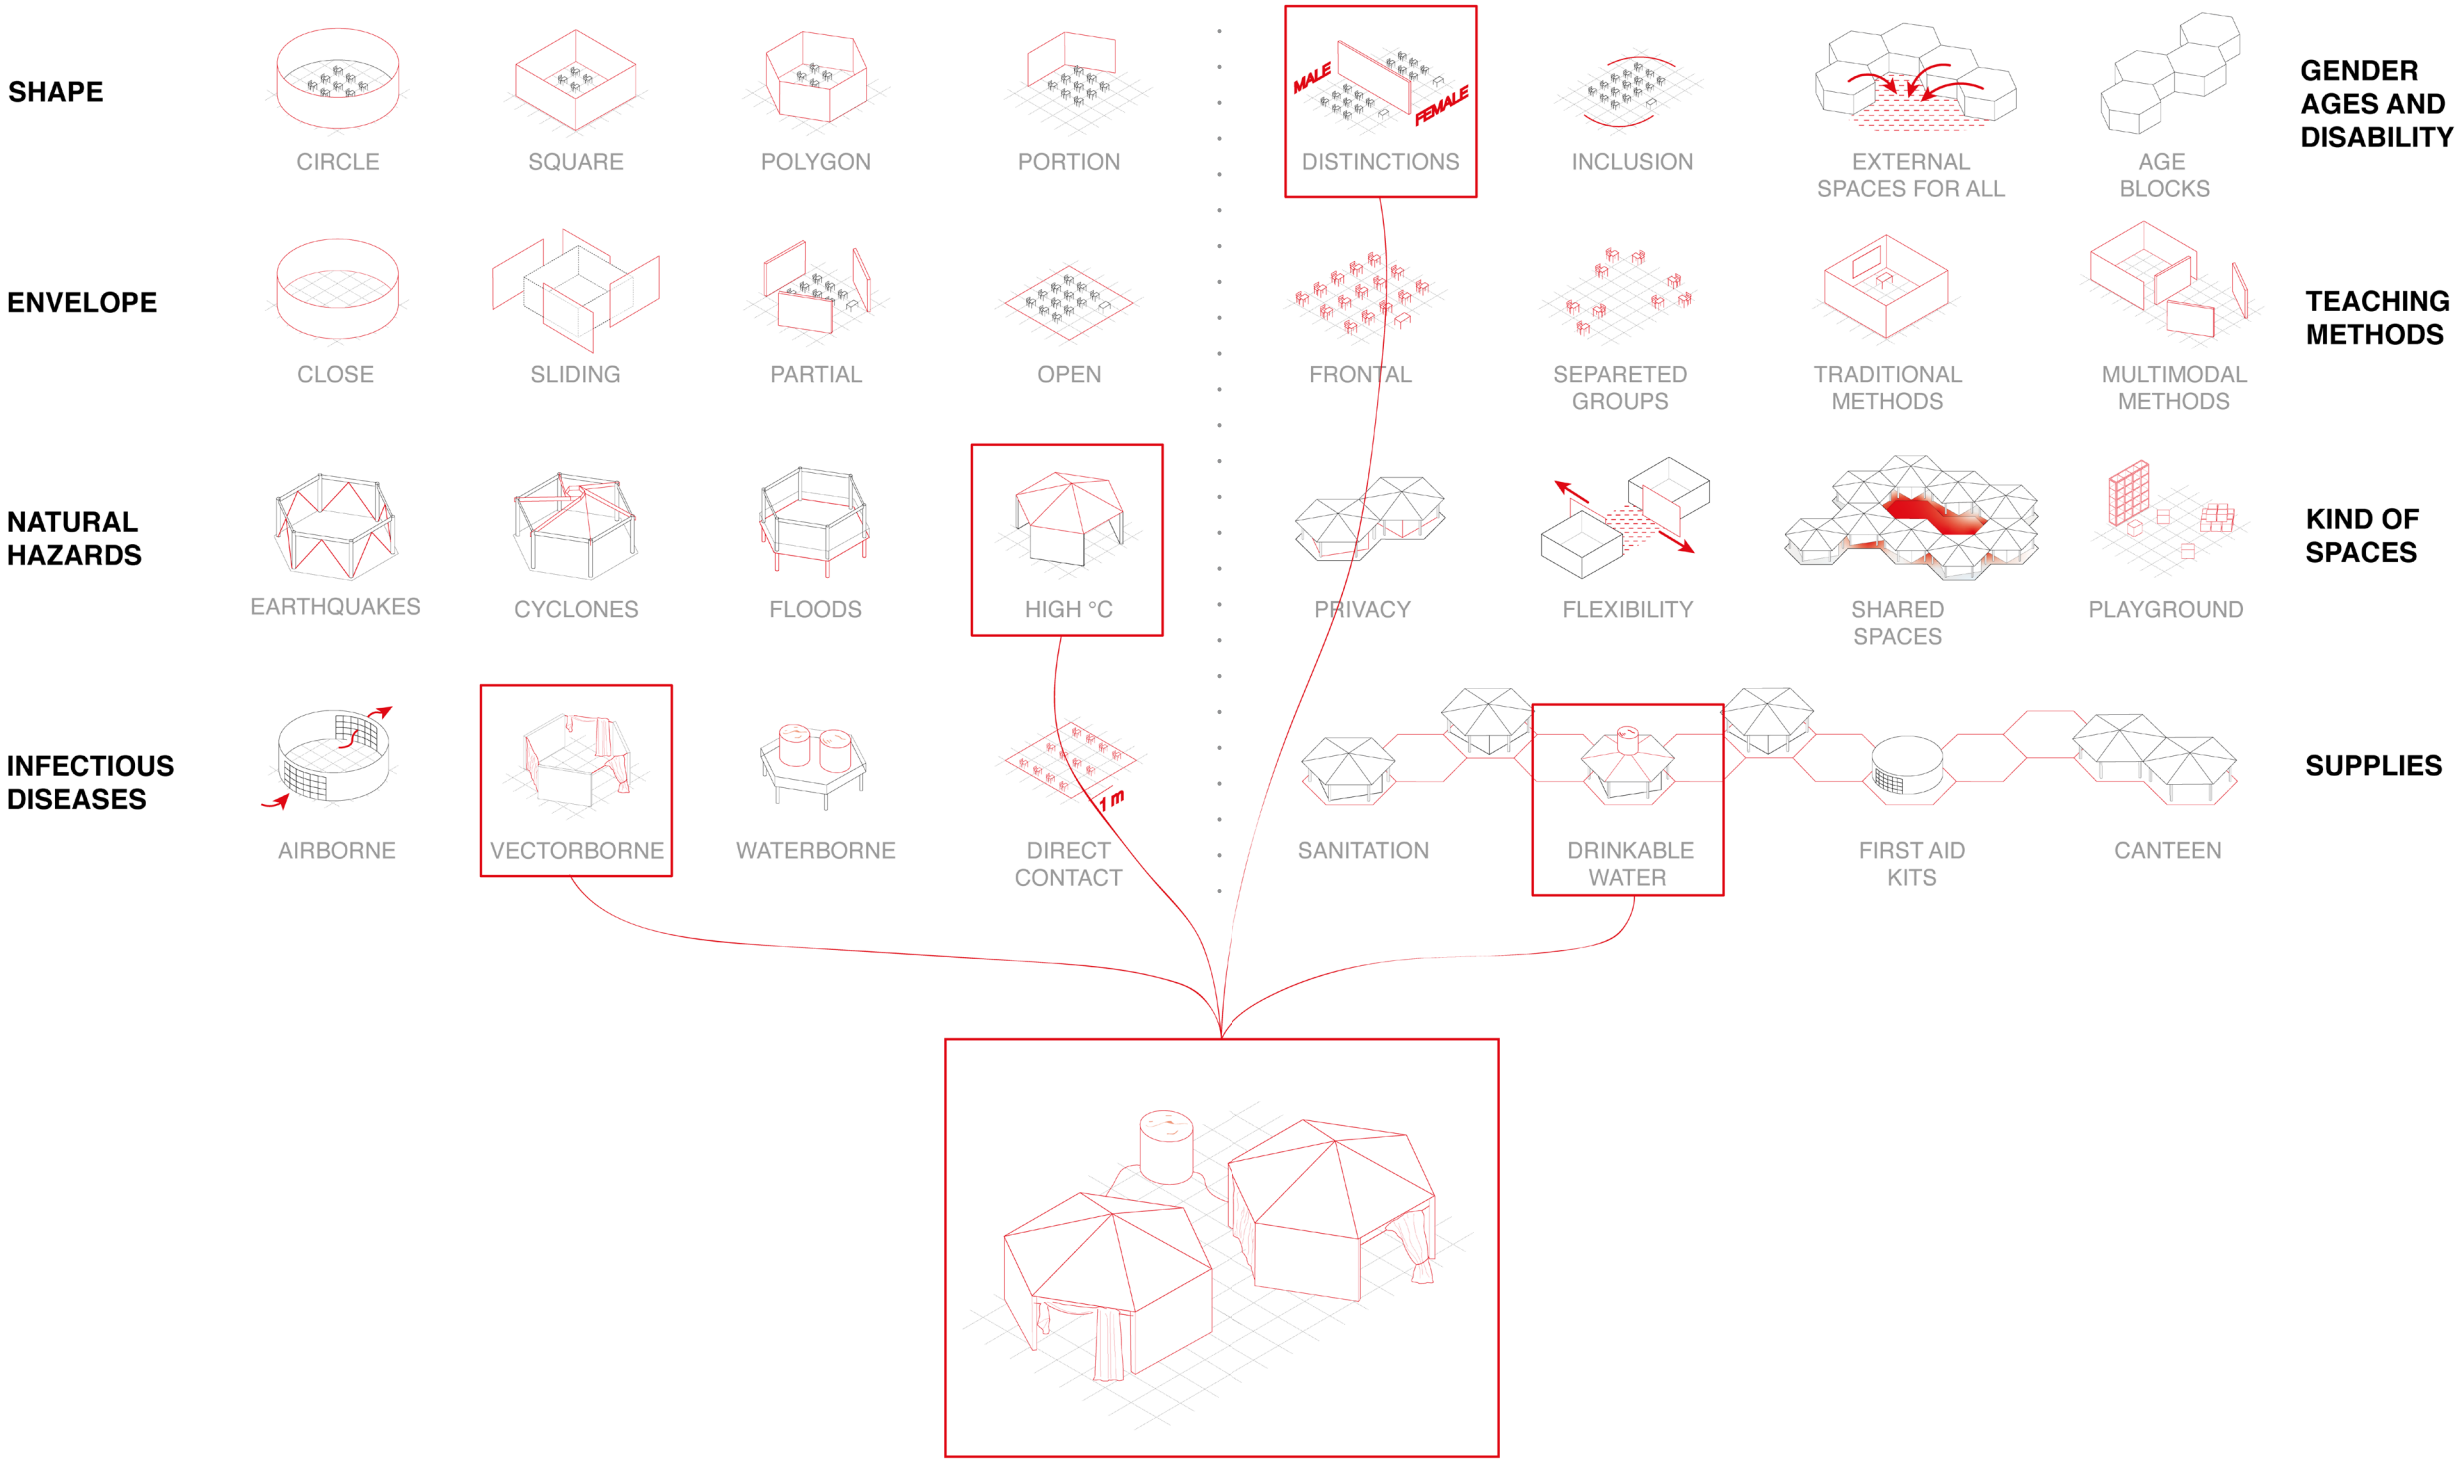 SHAPE
CIRCLE
SQUARE
POLYGON
PORTION
MALE
FEMALE
DISTINCTIONS
INCLUSION
EXTERNAL
SPACES FOR ALL
AGE
BLOCKS
GENDER
AGES AND
DISABILITY
ENVELOPE
CLOSE
SLIDING
PARTIAL
OPEN
FRONTAL
SEPARETED
GROUPS
TRADITIONAL
METHODS
MULTIMODAL
METHODS
TEACHING
METHODS
NATURAL
HAZARDS
EARTHQUAKES
CYCLONES
FLOODS
HIGH °C
PRIVACY
FLEXIBILITY
SHARED
SPACES
PLAYGROUND
KIND OF
SPACES
INFECTIOUS
DISEASES
AIRBORNE
VECTORBORNE
WATERBORNE
1 m
DIRECT
CONTACT
SANITATION
DRINKABLE
WATER
FIRST AID
KITS
CANTEEN
SUPPLIES